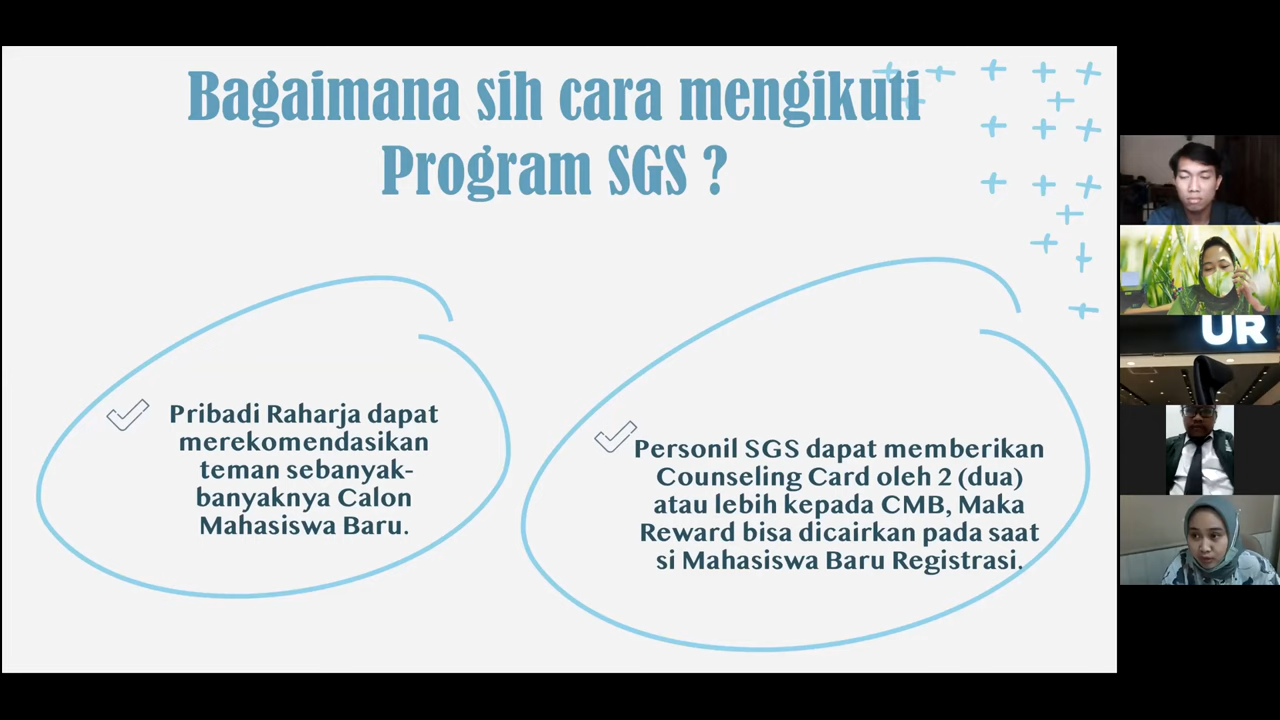 Bagaimana sih cara mengikuti
Program SGS ?
Pribadi Raharja dapat
merekomendasikan
teman sebanyak-
banyaknya Calon
Mahasiswa Baru.
Personil SGS dapat memberikan
Counseling Card oleh 2 (dua)
atau lebih kepada CMB, Maka
Reward bisa dicairkan pada saat
si Mahasiswa Baru Registrasi.
UR